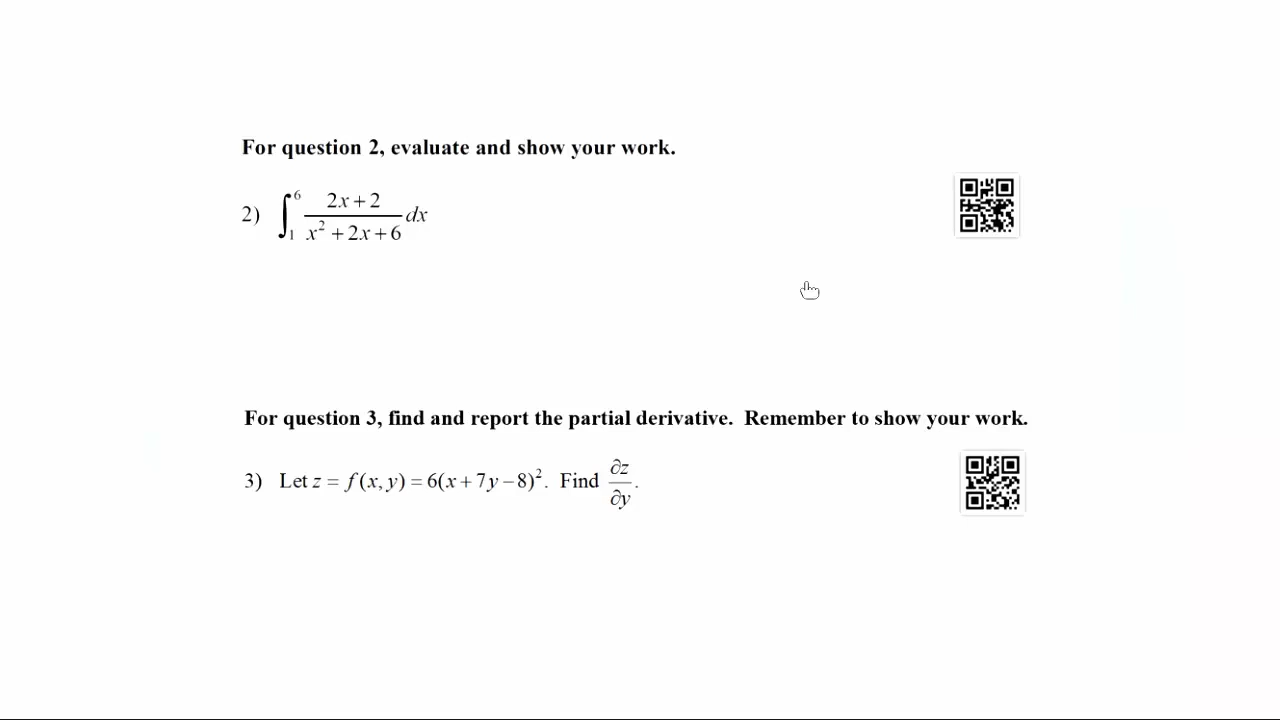 For question 2, evaluate and show your work.
2) ∫₁⁶ (2x + 2)/(x² + 2x + 6) dx
For question 3, find and report the partial derivative. Remember to show your work.
3) Let z = f(x, y) = 6(x + 7y − 8)². Find ∂z/∂y.